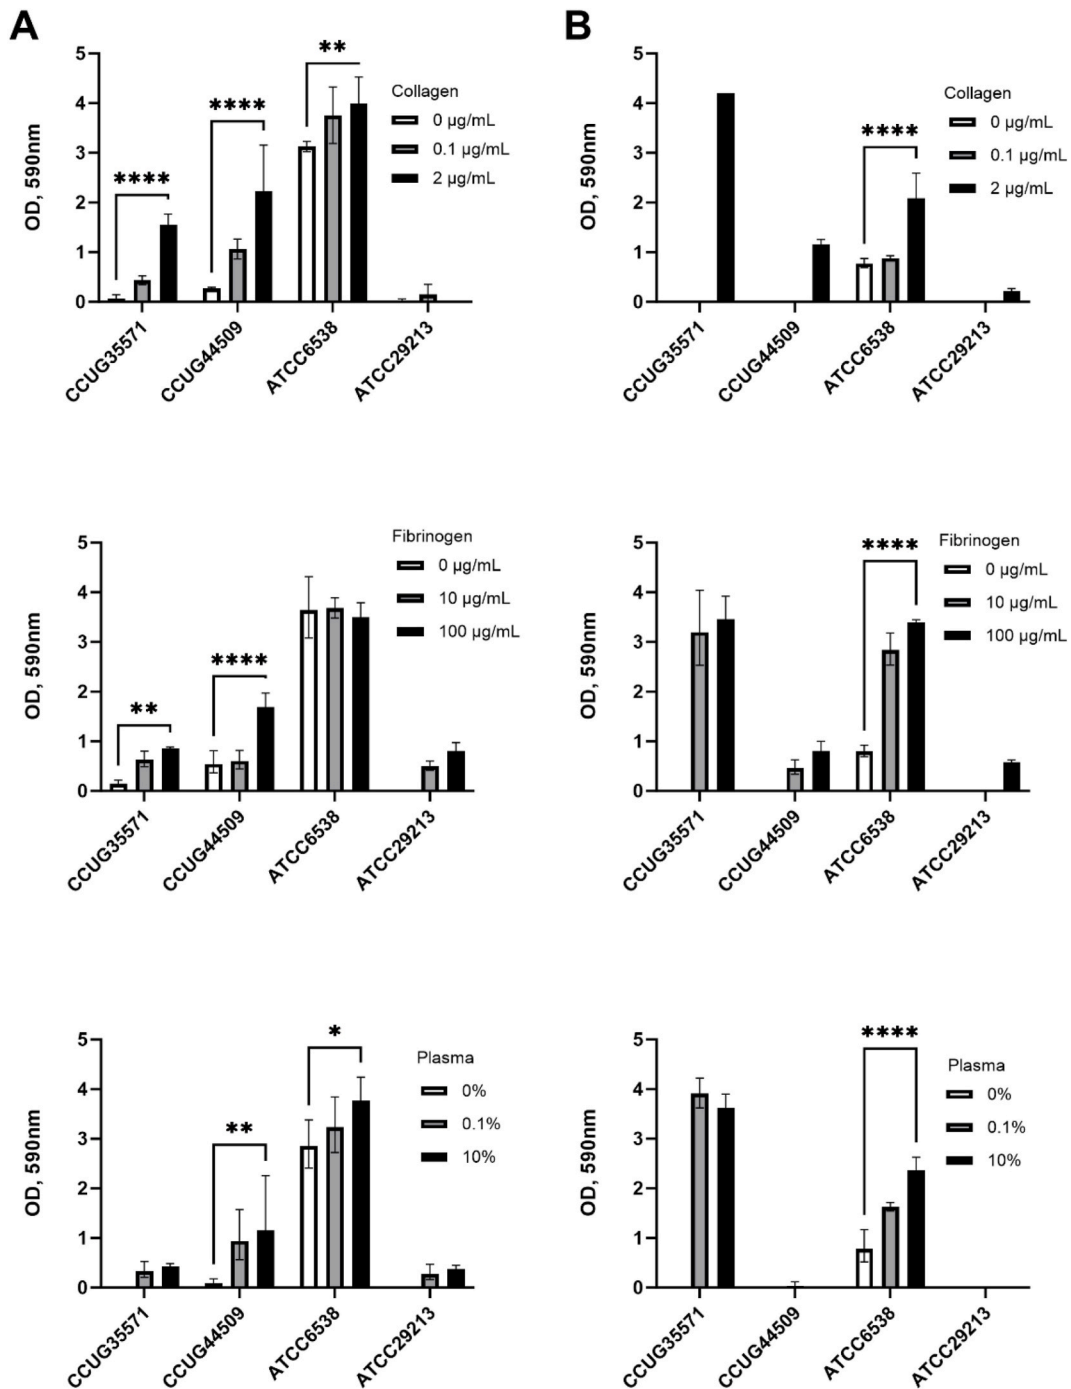 A
OD, 590nm
5
4
3
2
1
0
****
****
**
Collagen
0 µg/mL
0.1 µg/mL
2 µg/mL
CCUG35571
CCUG44509
ATCC6538
ATCC29213
B
OD, 590nm
5
4
3
2
1
0
****
Collagen
0 µg/mL
0.1 µg/mL
2 µg/mL
CCUG35571
CCUG44509
ATCC6538
ATCC29213
OD, 590nm
5
4
3
2
1
0
**
****
Fibrinogen
0 µg/mL
10 µg/mL
100 µg/mL
CCUG35571
CCUG44509
ATCC6538
ATCC29213
OD, 590nm
5
4
3
2
1
0
****
Fibrinogen
0 µg/mL
10 µg/mL
100 µg/mL
CCUG35571
CCUG44509
ATCC6538
ATCC29213
OD, 590nm
5
4
3
2
1
0
**
*
Plasma
0%
0.1%
10%
CCUG35571
CCUG44509
ATCC6538
ATCC29213
OD, 590nm
5
4
3
2
1
0
****
Plasma
0%
0.1%
10%
CCUG35571
CCUG44509
ATCC6538
ATCC29213